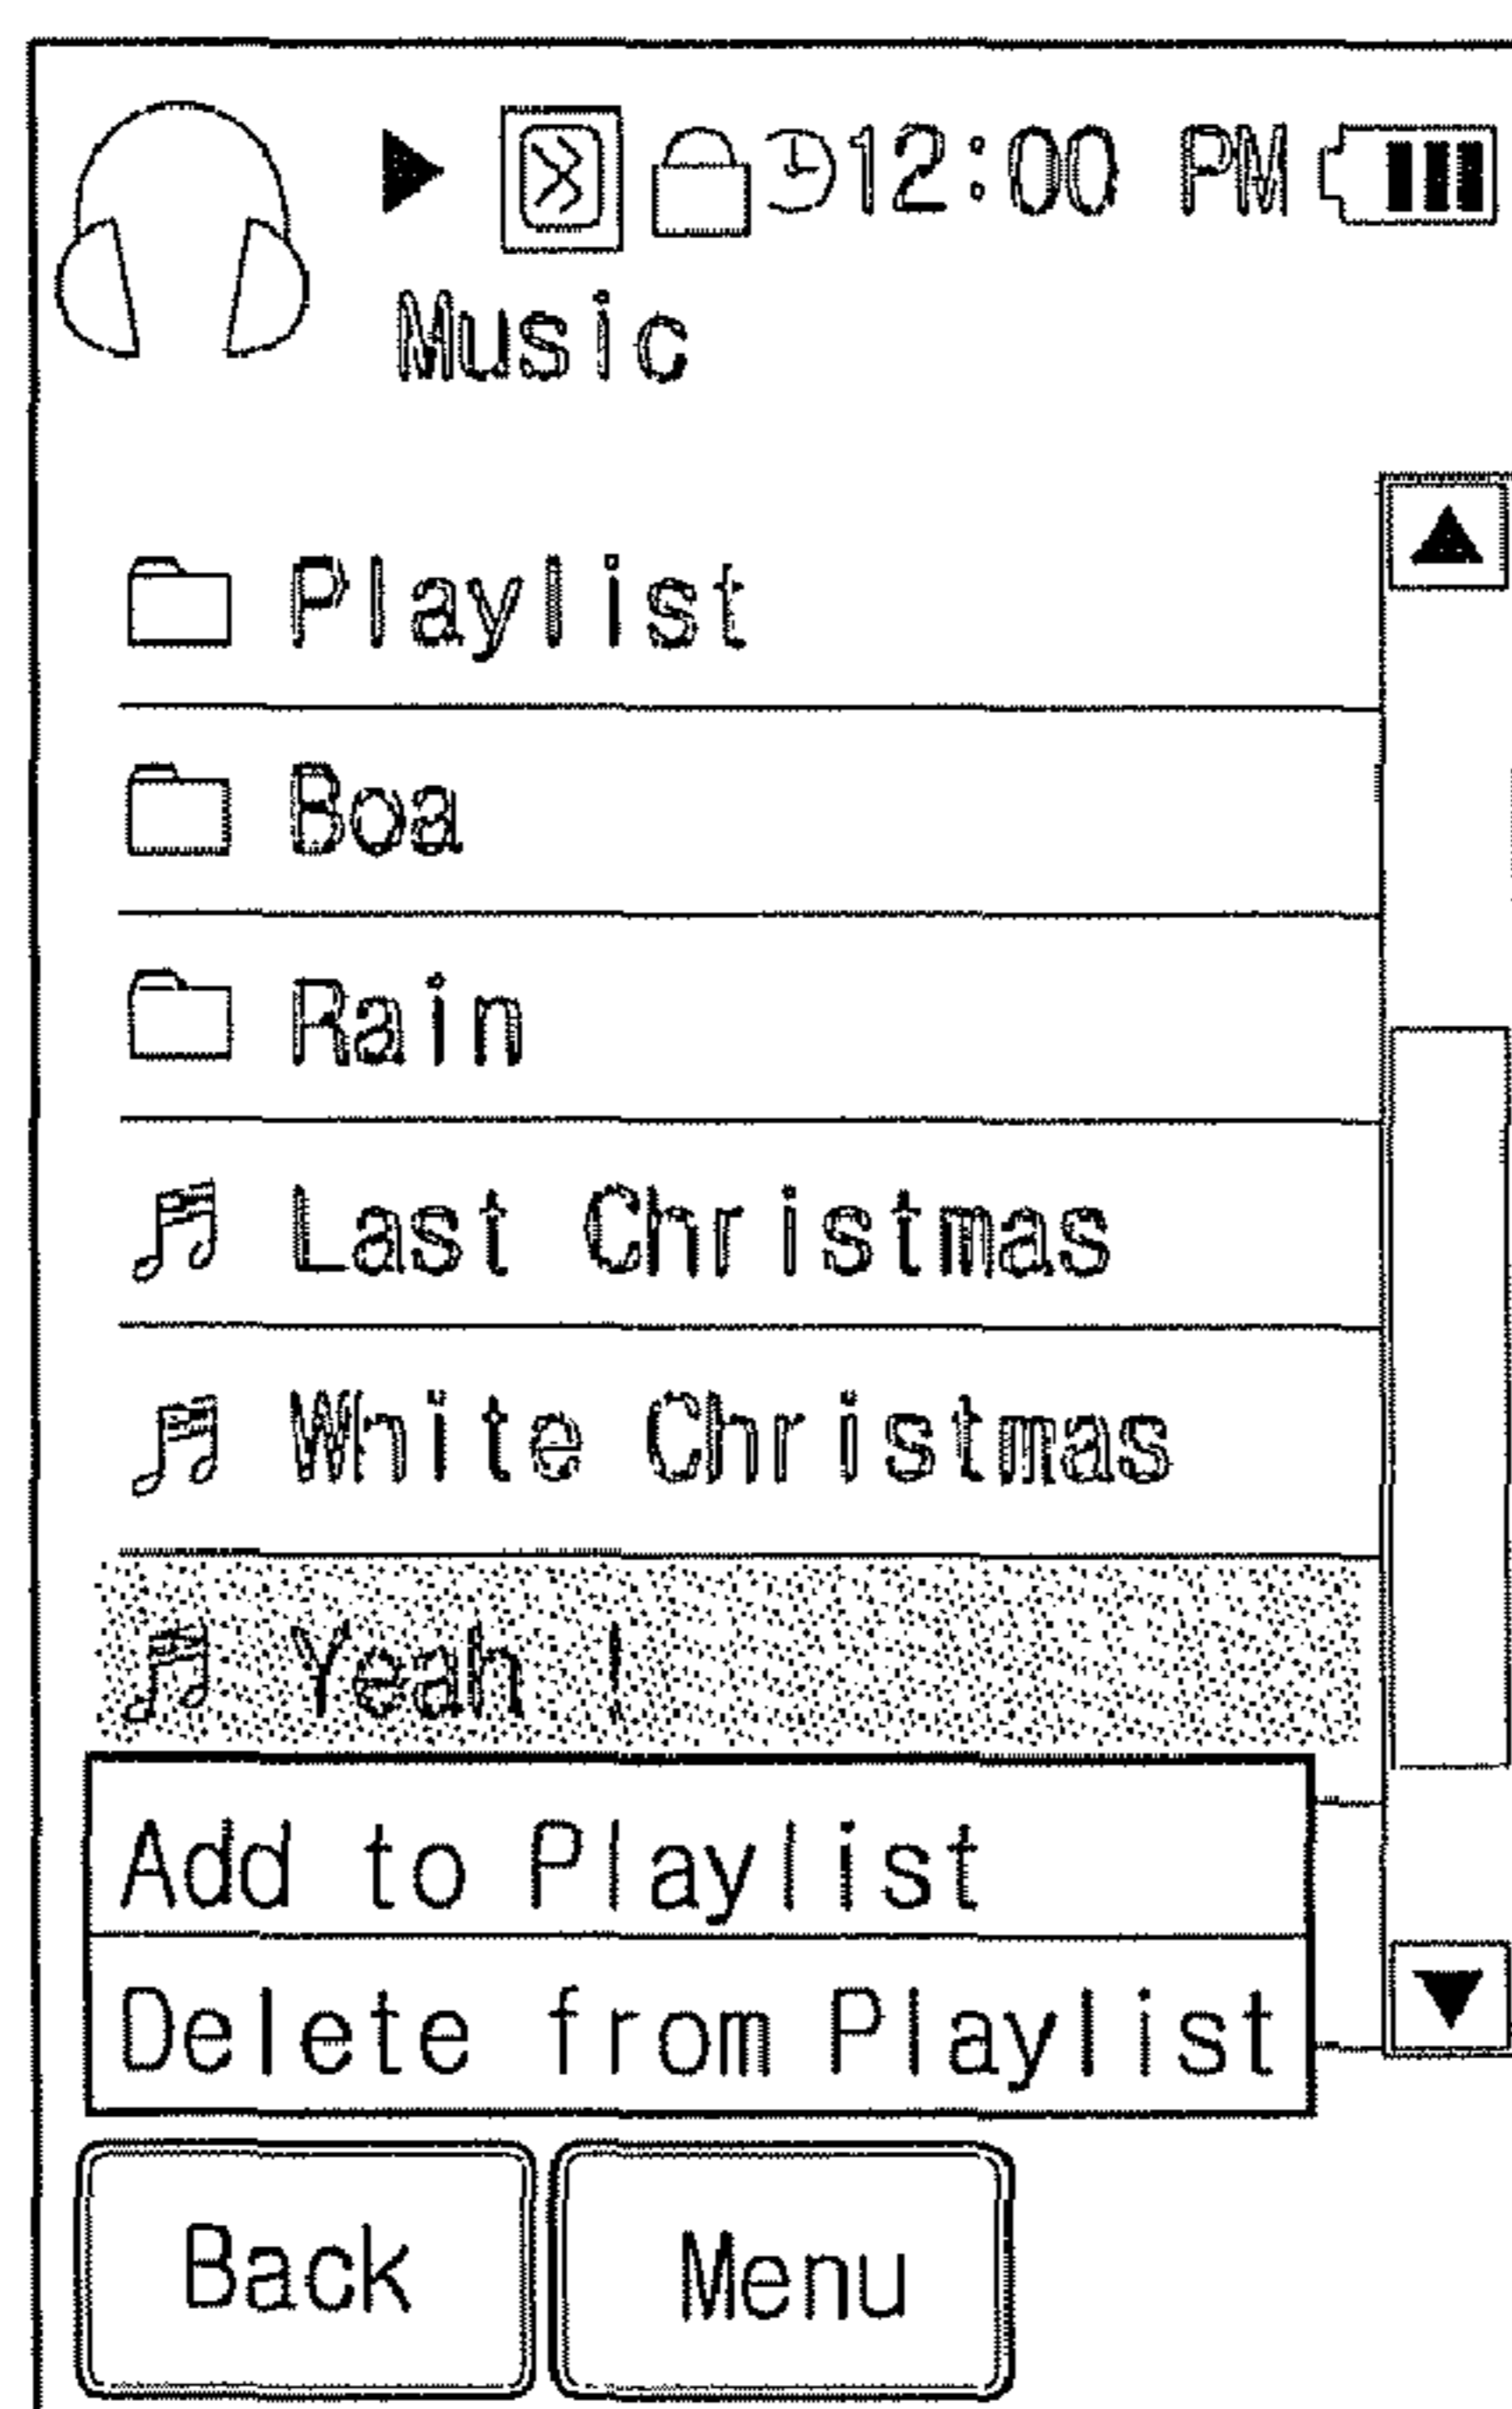 12:00 PM
Music
Playlist
Boa
Rain
Last Christmas
White Christmas
Yeah !
Add to Playlist
Delete from Playlist
Back
Menu